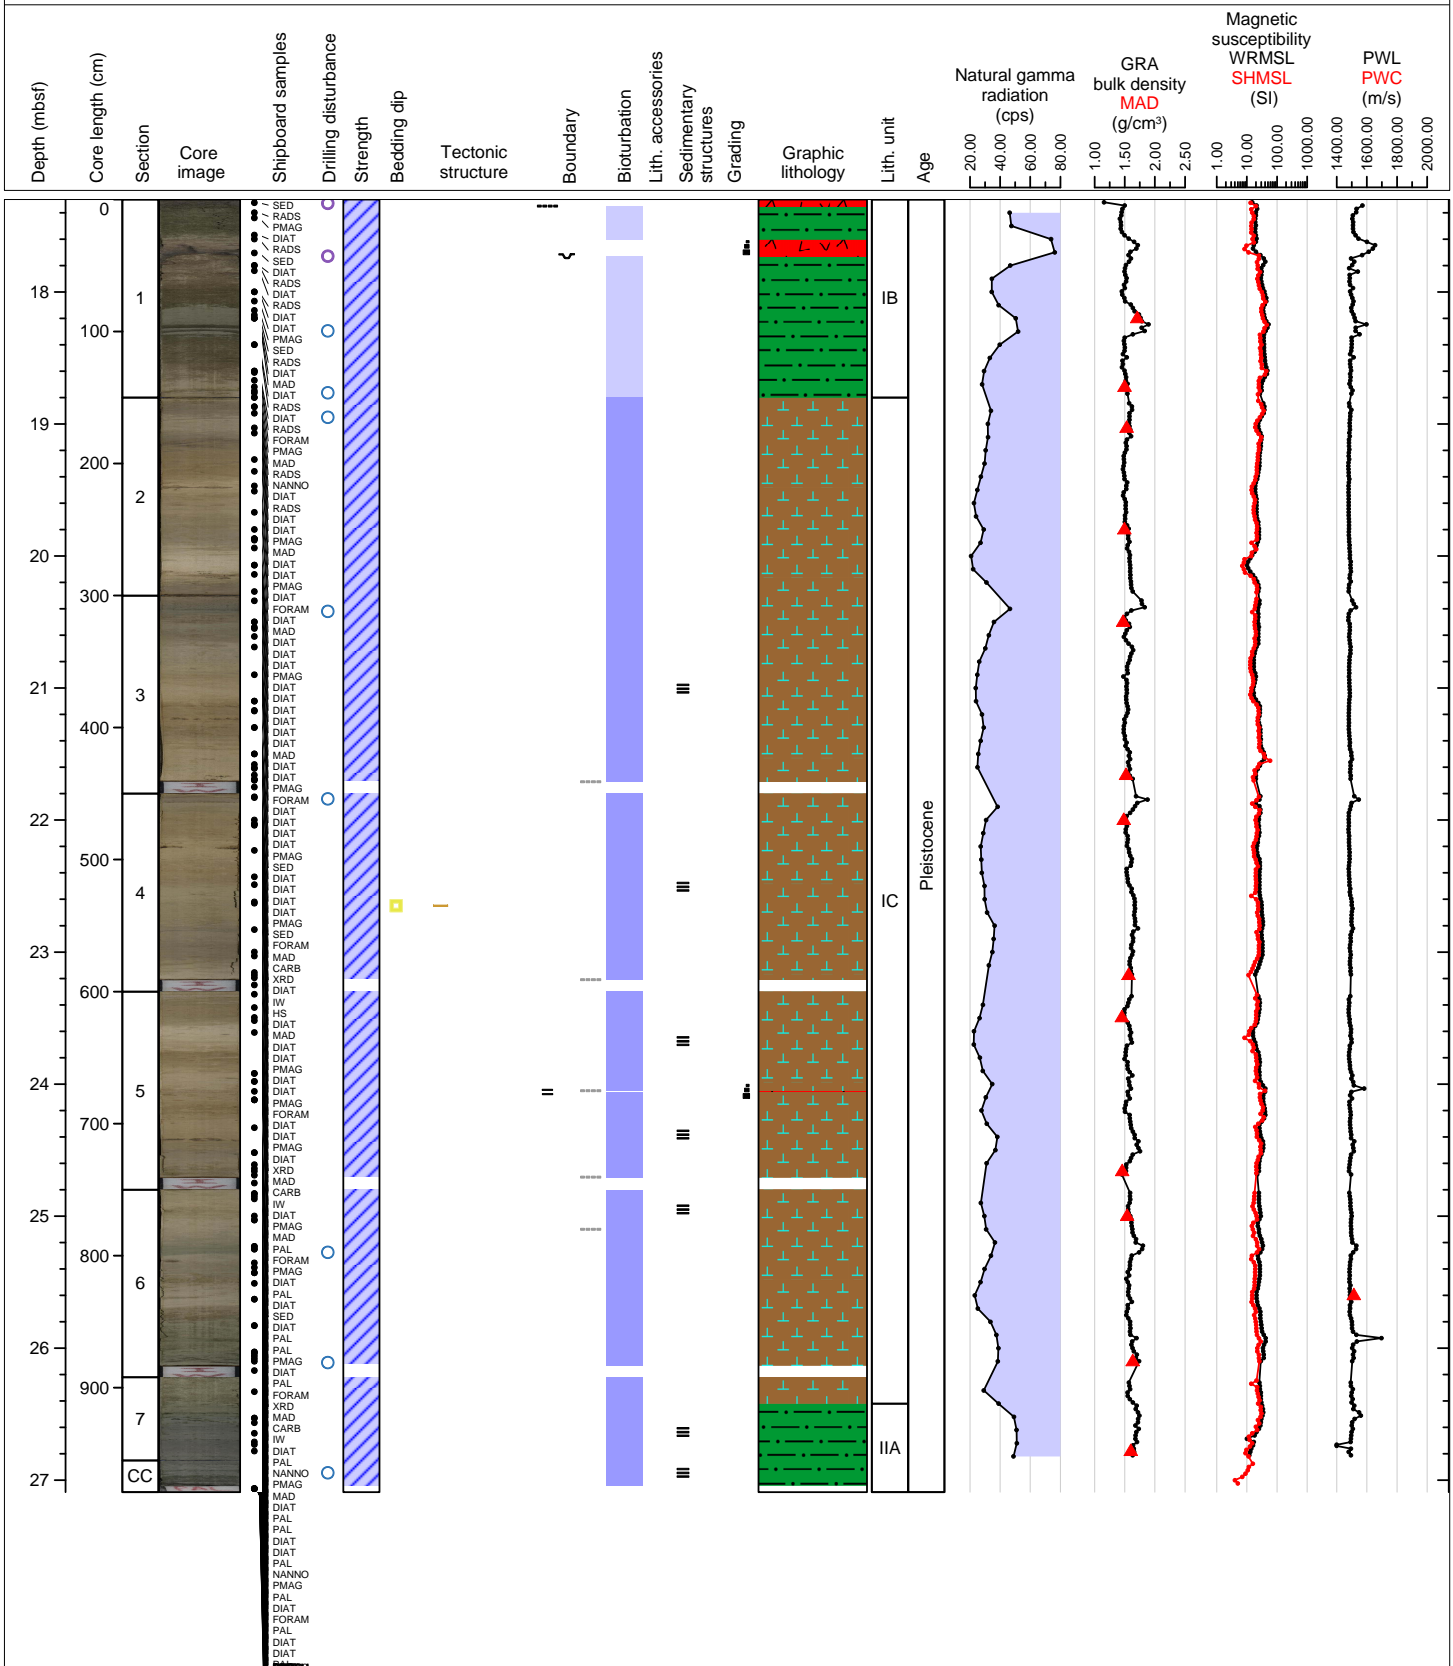 Depth (mbsf)
Core length (cm)
Section
Core
image
Shipboard samples
Drilling disturbance
Strength
Bedding dip
Tectonic
structure
Boundary
Bioturbation
Lith. accessories
Sedimentary
structures
Grading
Graphic
lithology
Lith. unit
Age
Natural gamma
radiation
(cps)
20.00
40.00
60.00
80.00
GRA
bulk density
MAD
(g/cm³)
1.00
1.50
2.00
2.50
Magnetic
susceptibility
WRMSL
SHMSL
(SI)
1.00
10.00
100.00
1000.00
PWL
PWC
(m/s)
1400.00
1600.00
1800.00
2000.00
18
19
20
21
22
23
24
25
26
27
0
100
200
300
400
500
600
700
800
900
1
2
3
4
5
6
7
CC
SED
RADS
PMAG
DIAT
RADS
SED
DIAT
RADS
DIAT
RADS
DIAT
DIAT
PMAG
SED
RADS
DIAT
MAD
DIAT
RADS
DIAT
RADS
FORAM
PMAG
MAD
RADS
NANNO
DIAT
RADS
DIAT
DIAT
PMAG
MAD
DIAT
DIAT
PMAG
DIAT
FORAM
DIAT
MAD
DIAT
DIAT
DIAT
PMAG
DIAT
DIAT
DIAT
DIAT
DIAT
MAD
DIAT
DIAT
PMAG
FORAM
DIAT
DIAT
DIAT
DIAT
PMAG
SED
DIAT
DIAT
DIAT
DIAT
PMAG
SED
FORAM
MAD
CARB
XRD
DIAT
IW
HS
DIAT
MAD
DIAT
DIAT
PMAG
DIAT
DIAT
PMAG
FORAM
DIAT
DIAT
PMAG
DIAT
XRD
MAD
CARB
IW
DIAT
PMAG
MAD
PAL
FORAM
PMAG
DIAT
PAL
DIAT
SED
DIAT
PAL
PAL
PMAG
DIAT
PAL
FORAM
XRD
MAD
CARB
IW
DIAT
PAL
NANNO
PMAG
MAD
DIAT
PAL
PAL
DIAT
DIAT
PAL
NANNO
PMAG
PAL
DIAT
FORAM
PAL
DIAT
DIAT
IB
IC
IIA
Pleistocene